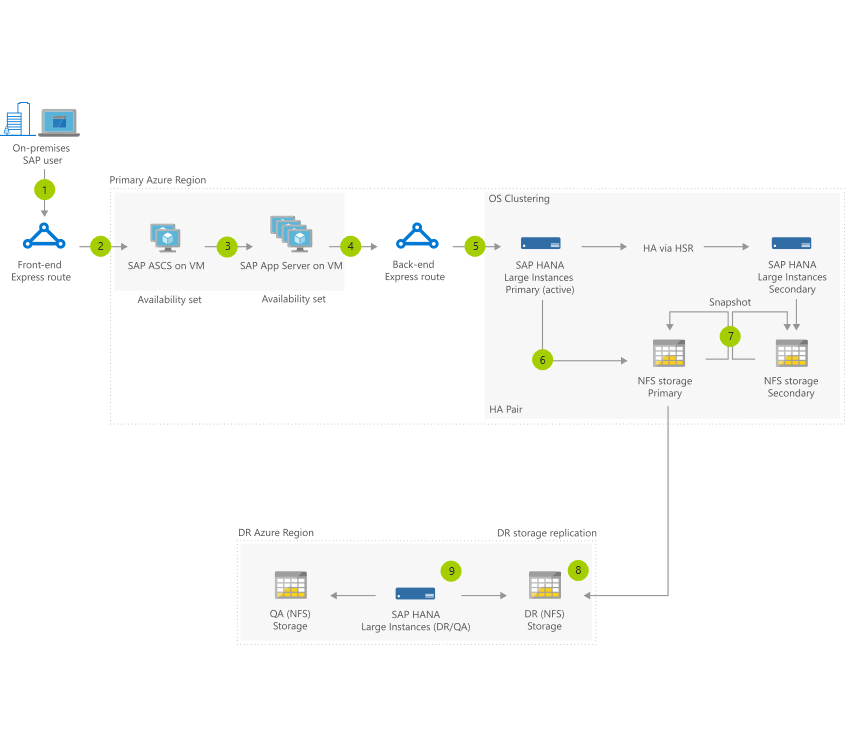 On-premises
SAP user
1
Primary Azure Region
OS Clustering
2
3
4
5
Front-end
Express route
SAP ASCS on VM
SAP App Server on VM
Back-end
Express route
SAP HANA
Large Instances
Primary (active)
HA via HSR
SAP HANA
Large Instances
Secondary
Availability set
Availability set
Snapshot
6
7
NFS storage
Primary
NFS storage
Secondary
HA Pair
DR Azure Region
DR storage replication
9
8
QA (NFS)
Storage
SAP HANA
Large Instances (DR/QA)
DR (NFS)
Storage